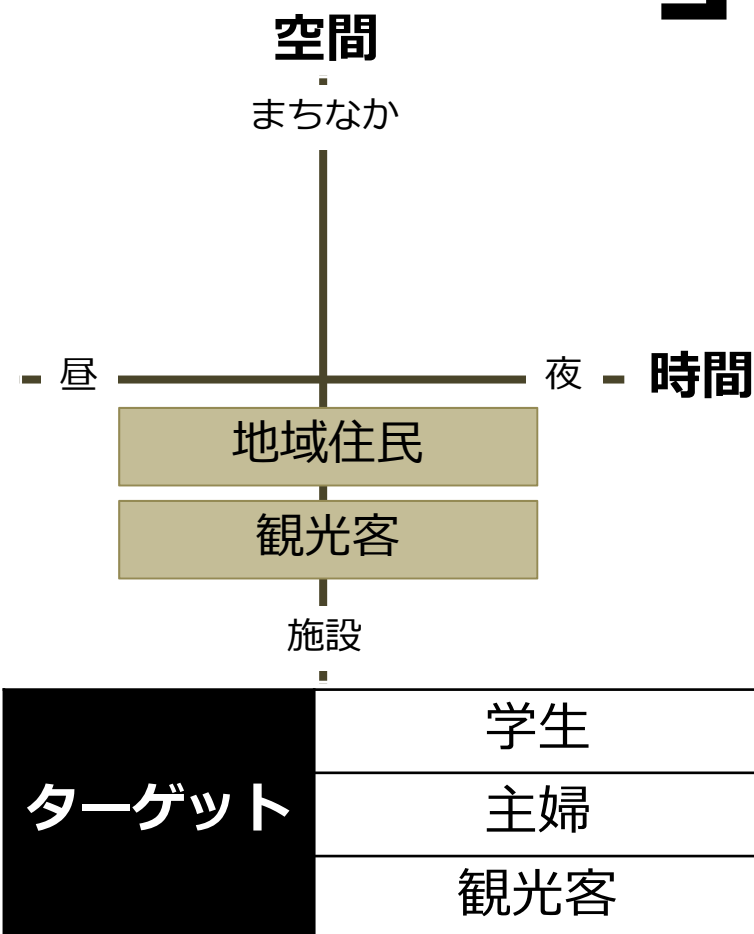 空間
まちなか
昼
夜
時間
地域住民
観光客
施設
ターゲット
学生
主婦
観光客